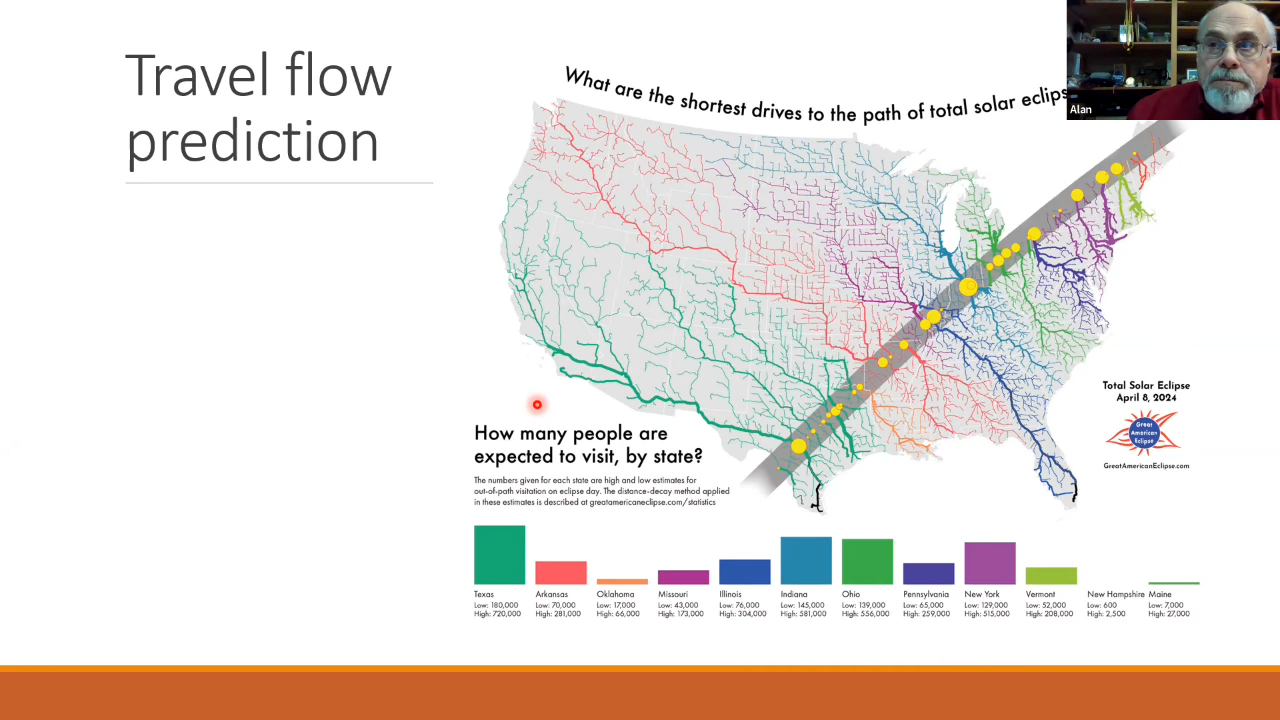 Travel flow
prediction
What are the shortest drives to the path of total solar eclips
Alan
Total Solar Eclipse
April 8, 2024
Great
American
Eclipse
GreatAmericanEclipse.com
How many people are
expected to visit, by state?
The numbers given for each state are high and low estimates for
out-of-path visitation on eclipse day. The distance-decay method applied
in these estimates is described at greatamericaneclipse.com/statistics
Texas
Low: 180,000
High: 720,000
Arkansas
Low: 70,000
High: 281,000
Oklahoma
Low: 17,000
High: 66,000
Missouri
Low: 43,000
High: 173,000
Illinois
Low: 76,000
High: 304,000
Indiana
Low: 145,000
High: 581,000
Ohio
Low: 139,000
High: 556,000
Pennsylvania
Low: 65,000
High: 259,000
New York
Low: 129,000
High: 515,000
Vermont
Low: 52,000
High: 208,000
New Hampshire
Low: 600
High: 2,500
Maine
Low: 7,000
High: 27,000